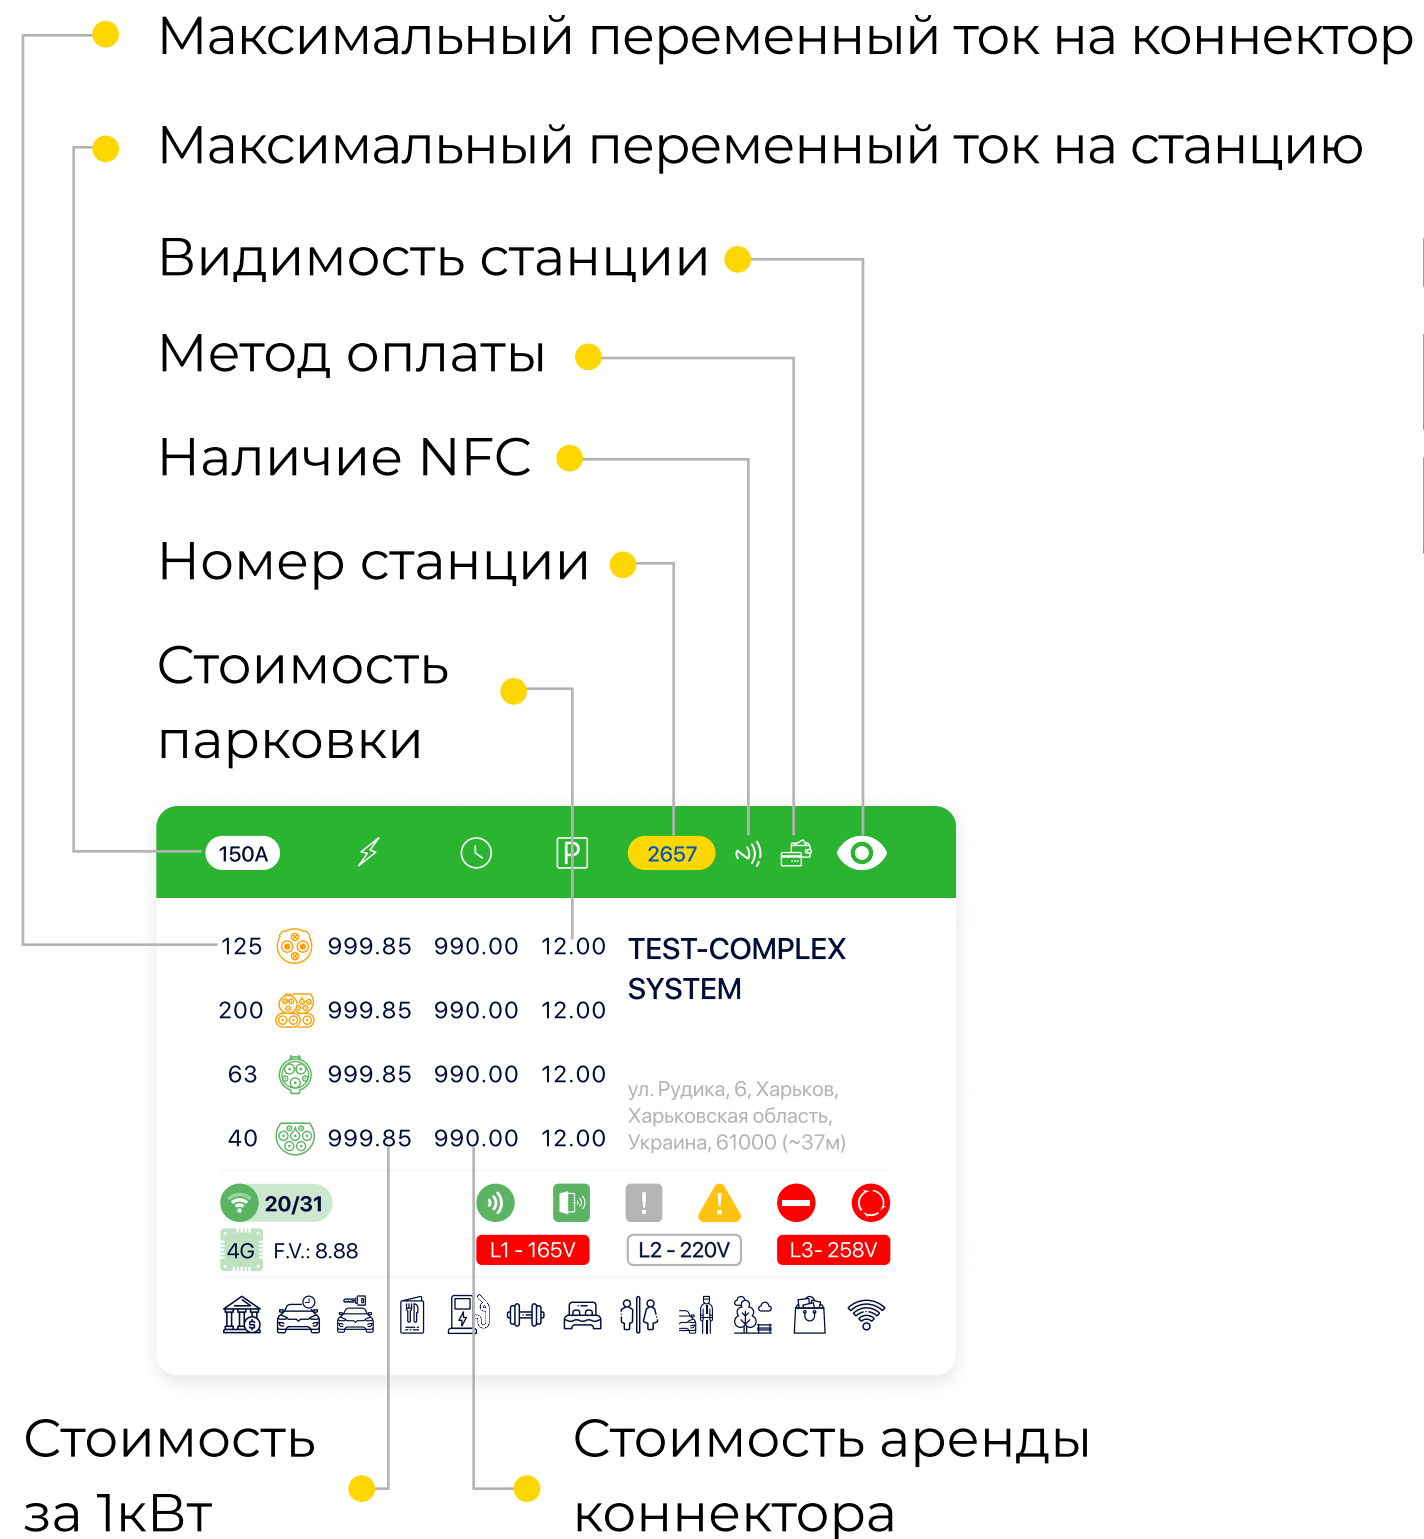 Максимальный переменный ток на коннектор
Максимальный переменный ток на станцию
Видимость станции
Метод оплаты
Наличие NFC
Номер станции
Стоимость
парковки
150A P 2657
125 999.85 990.00 12.00 TEST-COMPLEX
SYSTEM
200 999.85 990.00 12.00
63 999.85 990.00 12.00
ул. Рудика, 6, Харьков,
Харьковская область,
Украина, 61000 (~37м)
40 999.85 990.00 12.00
20/31
4G F.V.: 8.88 L1 - 165V L2 - 220V L3- 258V
Стоимость
за 1кВт
Стоимость аренды
коннектора